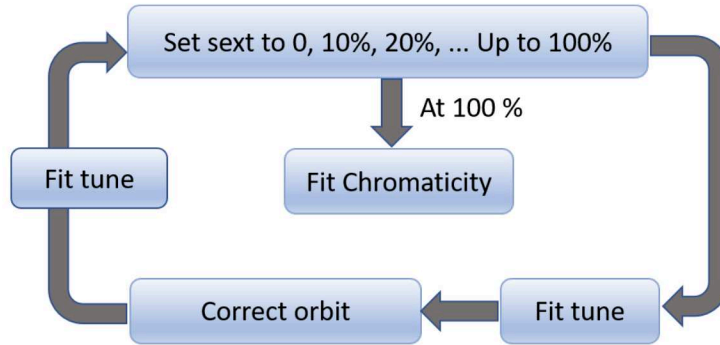 Set sext to 0, 10%, 20%, ... Up to 100%
At 100 %
Fit tune
Fit Chromaticity
Correct orbit
Fit tune